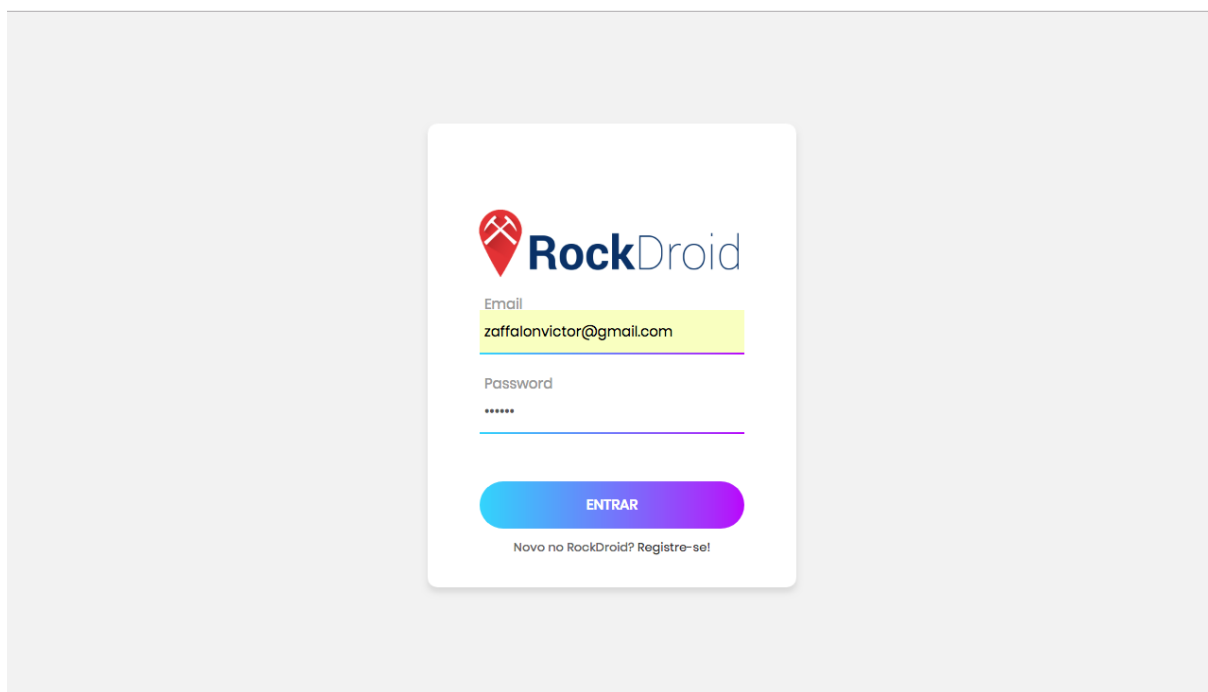 RockDroid
Email
zaffalonvictor@gmail.com
Password
••••••
ENTRAR
Novo no RockDroid? Registre-se!